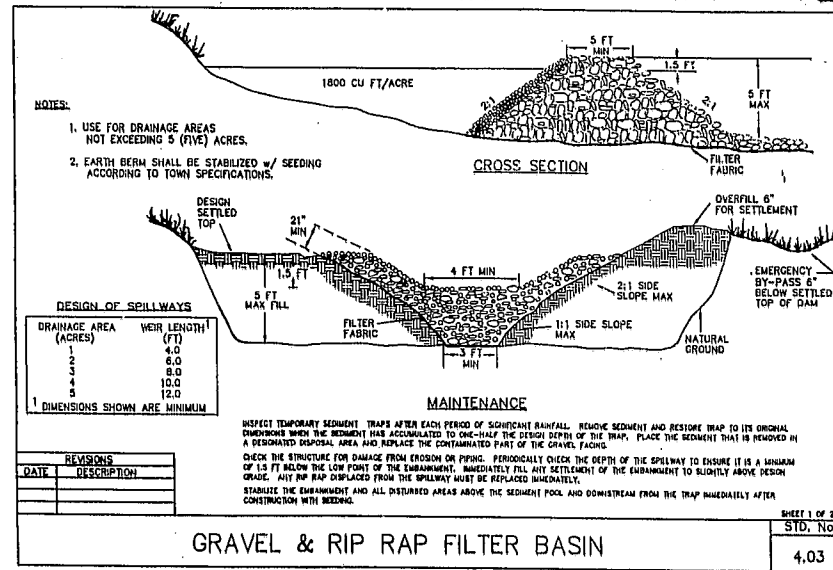 5 FT
MIN
1.5 FT
1800 CU FT/ACRE
2:1
2:1
5 FT
MAX
NOTES:
1. USE FOR DRAINAGE AREAS
NOT EXCEEDING 5 (FIVE) ACRES.
2. EARTH BERM SHALL BE STABILIZED w/ SEEDING
ACCORDING TO TOWN SPECIFICATIONS.
FILTER
FABRIC
CROSS SECTION
DESIGN
SETTLED
TOP
21"
MIN
OVERFILL 6"
FOR SETTLEMENT
1.5 FT
4 FT MIN
5 FT
MAX FILL
2:1 SIDE
SLOPE MAX
EMERGENCY
BY-PASS 6"
BELOW SETTLED
TOP OF DAM
FILTER
FABRIC
1:1 SIDE SLOPE
MAX
NATURAL
GROUND
3 FT
MIN
DESIGN OF SPILLWAYS
DRAINAGE AREA WEIR LENGTH¹
(ACRES) (FT)
1 4.0
2 6.0
3 8.0
4 10.0
5 12.0
¹ DIMENSIONS SHOWN ARE MINIMUM
MAINTENANCE
INSPECT TEMPORARY SEDIMENT TRAPS AFTER EACH PERIOD OF SIGNIFICANT RAINFALL. REMOVE SEDIMENT AND RESTORE TRAP TO ITS ORIGINAL
DIMENSIONS WHEN THE SEDIMENT HAS ACCUMULATED TO ONE-HALF THE DESIGN DEPTH OF THE TRAP. PLACE THE SEDIMENT THAT IS REMOVED IN
A DESIGNATED DISPOSAL AREA AND REPLACE THE CONTAMINATED PART OF THE GRAVEL FACING.
CHECK THE STRUCTURE FOR DAMAGE FROM EROSION OR PIPING. PERIODICALLY CHECK THE DEPTH OF THE SPILLWAY TO ENSURE IT IS A MINIMUM
OF 1.5 FT BELOW THE LOW POINT OF THE EMBANKMENT. IMMEDIATELY FILL ANY SETTLEMENT OF THE EMBANKMENT TO SLIGHTLY ABOVE DESIGN
GRADE. ANY RIP RAP DISPLACED FROM THE SPILLWAY MUST BE REPLACED IMMEDIATELY.
STABILIZE THE EMBANKMENT AND ALL DISTURBED AREAS ABOVE THE SEDIMENT POOL AND DOWNSTREAM FROM THE TRAP IMMEDIATELY AFTER
CONSTRUCTION WITH SEEDING.
REVISIONS
DATE DESCRIPTION
SHEET 1 OF 2
GRAVEL & RIP RAP FILTER BASIN
STD. No
4.03